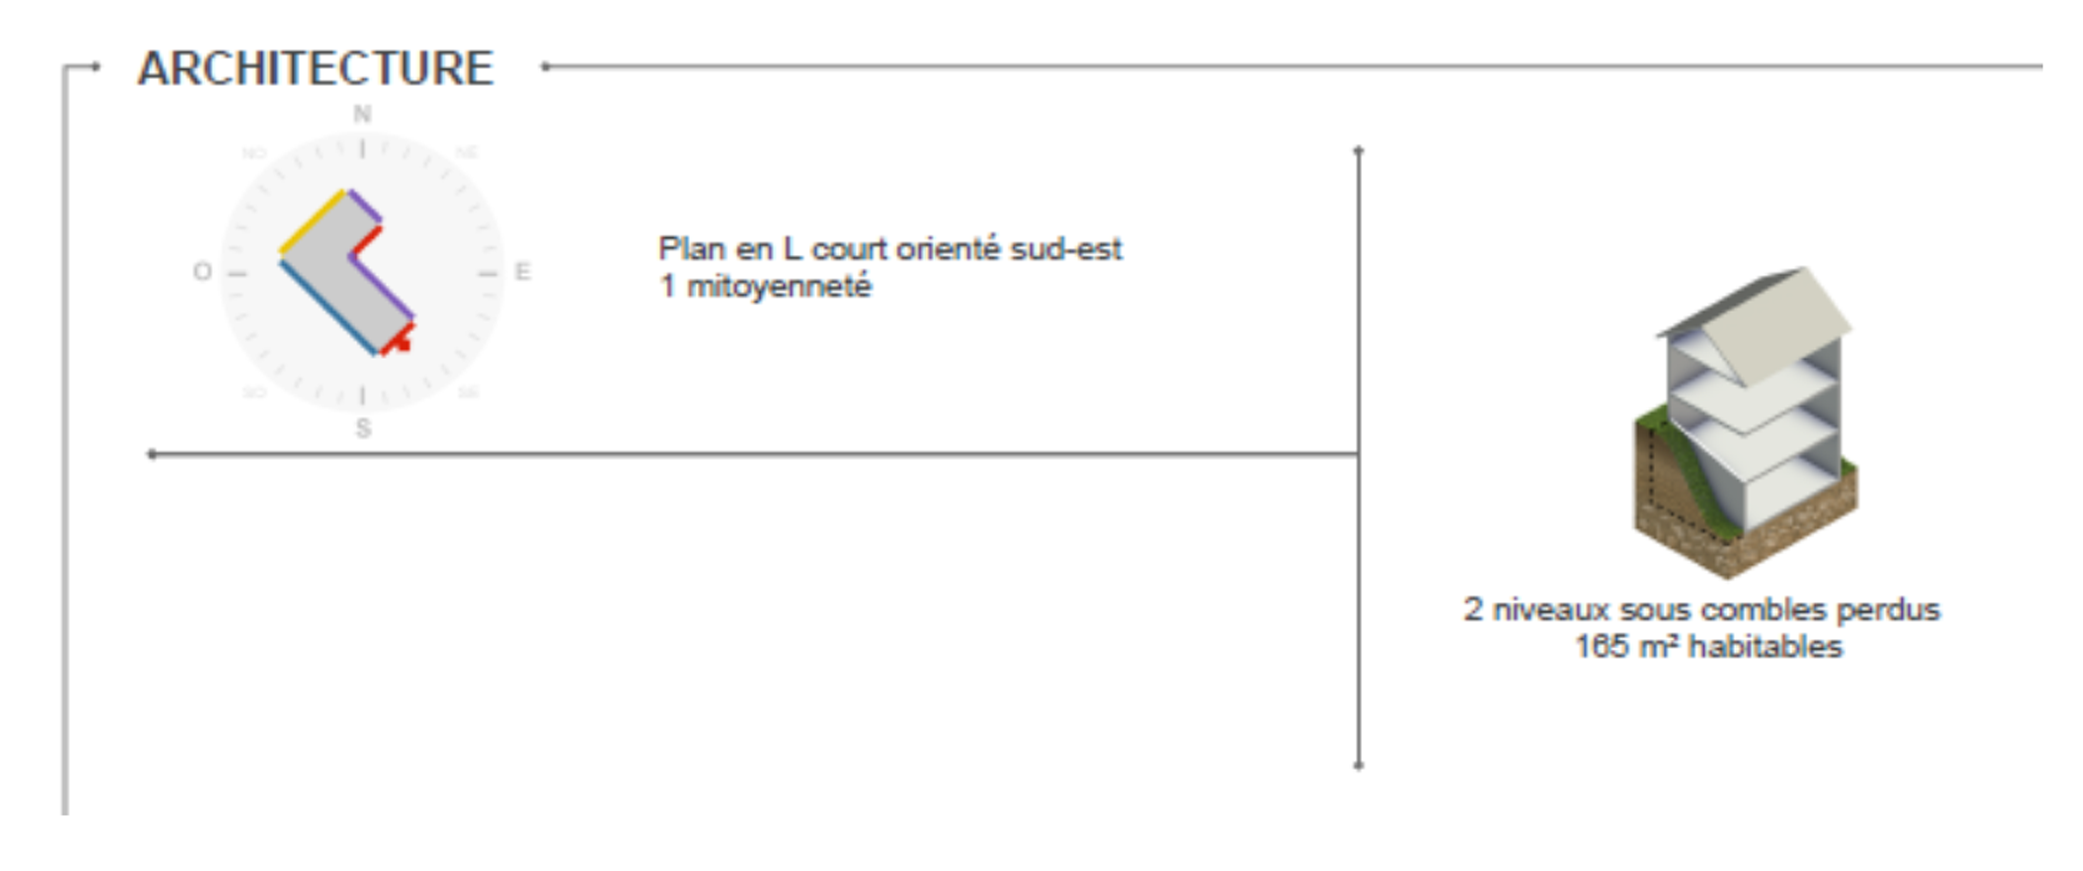 ARCHITECTURE
N
NO
NE
O
E
SO
SE
S
Plan en L court orienté sud-est
1 mitoyenneté
2 niveaux sous combles perdus
165 m² habitables